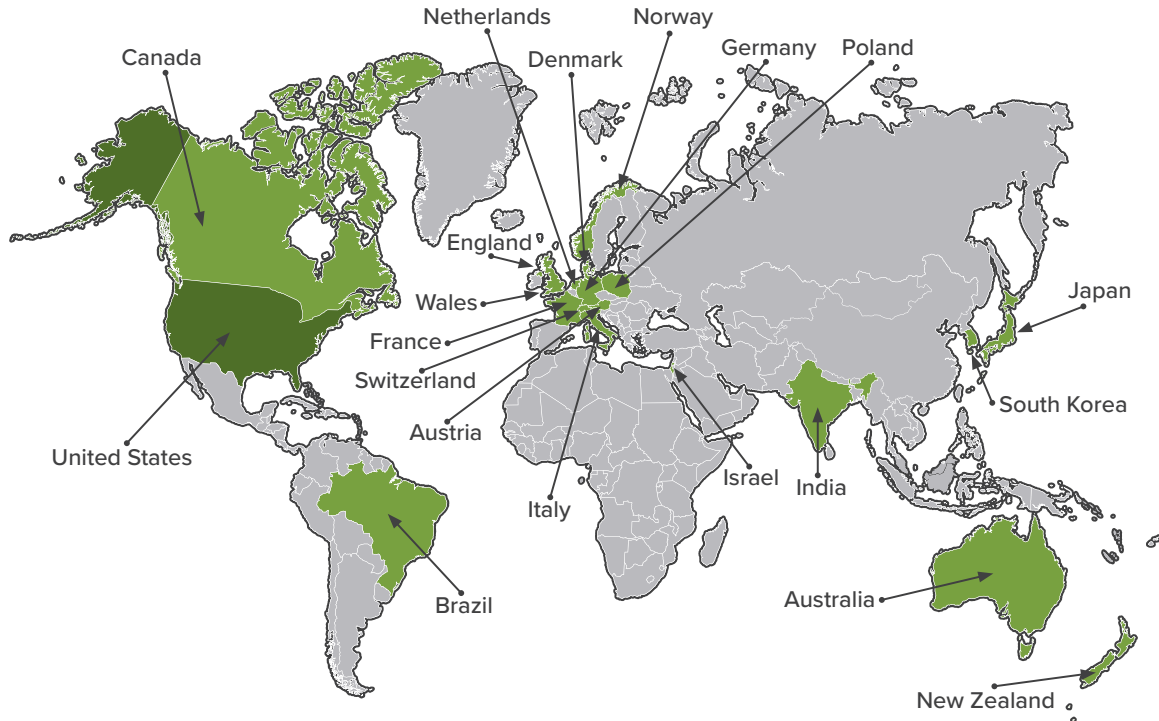 Netherlands
Norway
Canada
Denmark
Germany
Poland
England
Wales
Japan
France
Switzerland
South Korea
Austria
United States
Israel
India
Italy
Brazil
Australia
New Zealand